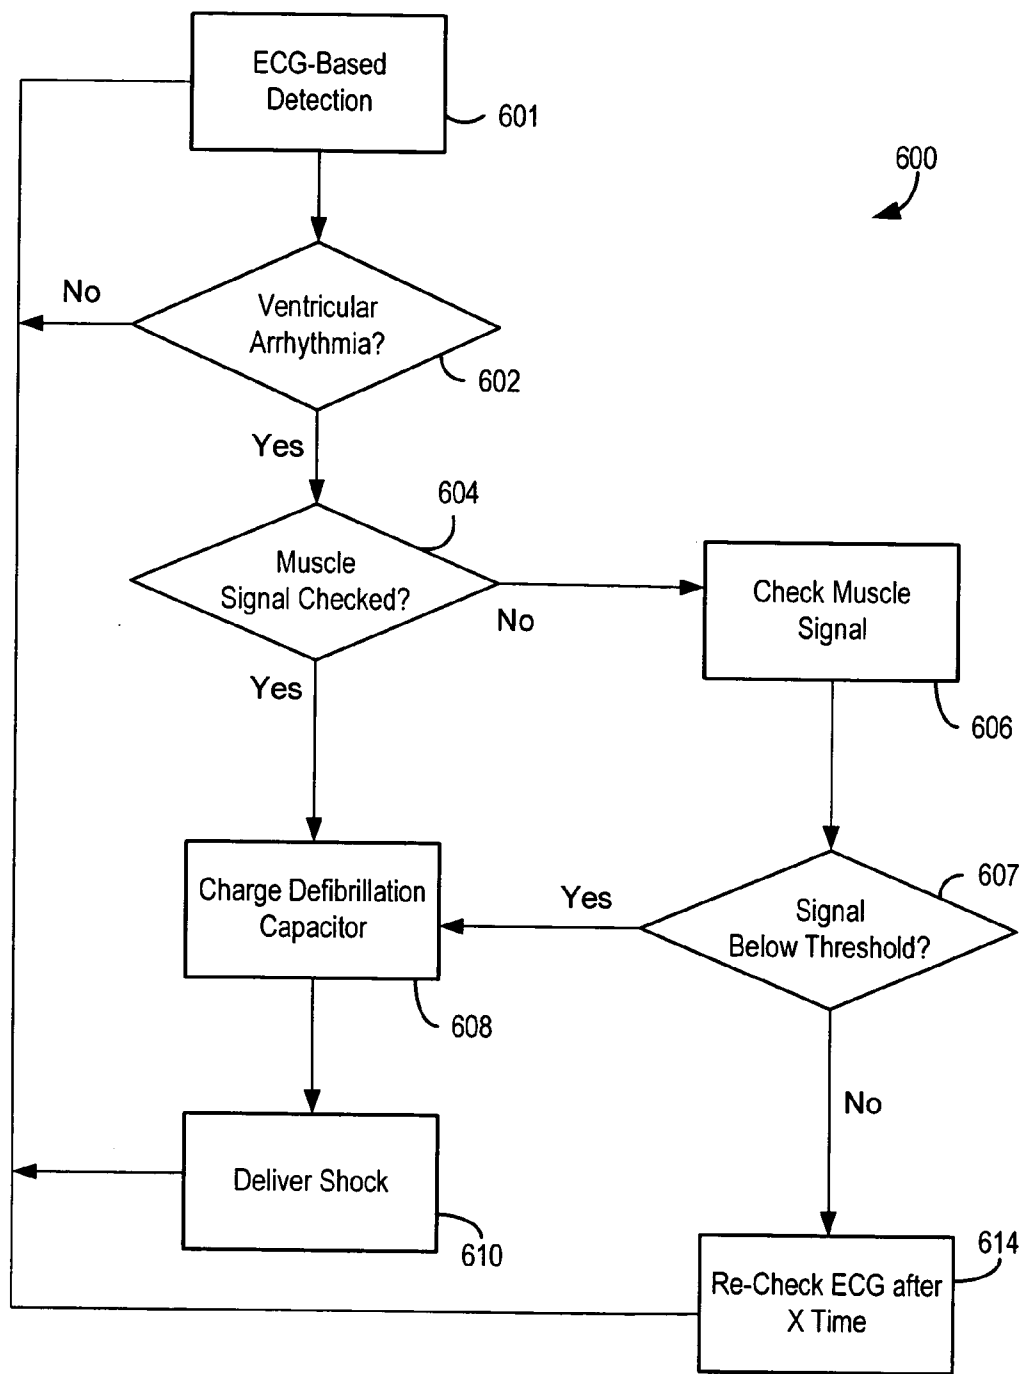 ECG-Based
Detection
601
600
No
Ventricular
Arrhythmia?
602
Yes
604
Muscle
Signal Checked?
No
Check Muscle
Signal
606
Yes
607
Charge Defibrillation
Capacitor
Yes
Signal
Below Threshold?
608
No
Deliver Shock
610
614
Re-Check ECG after
X Time